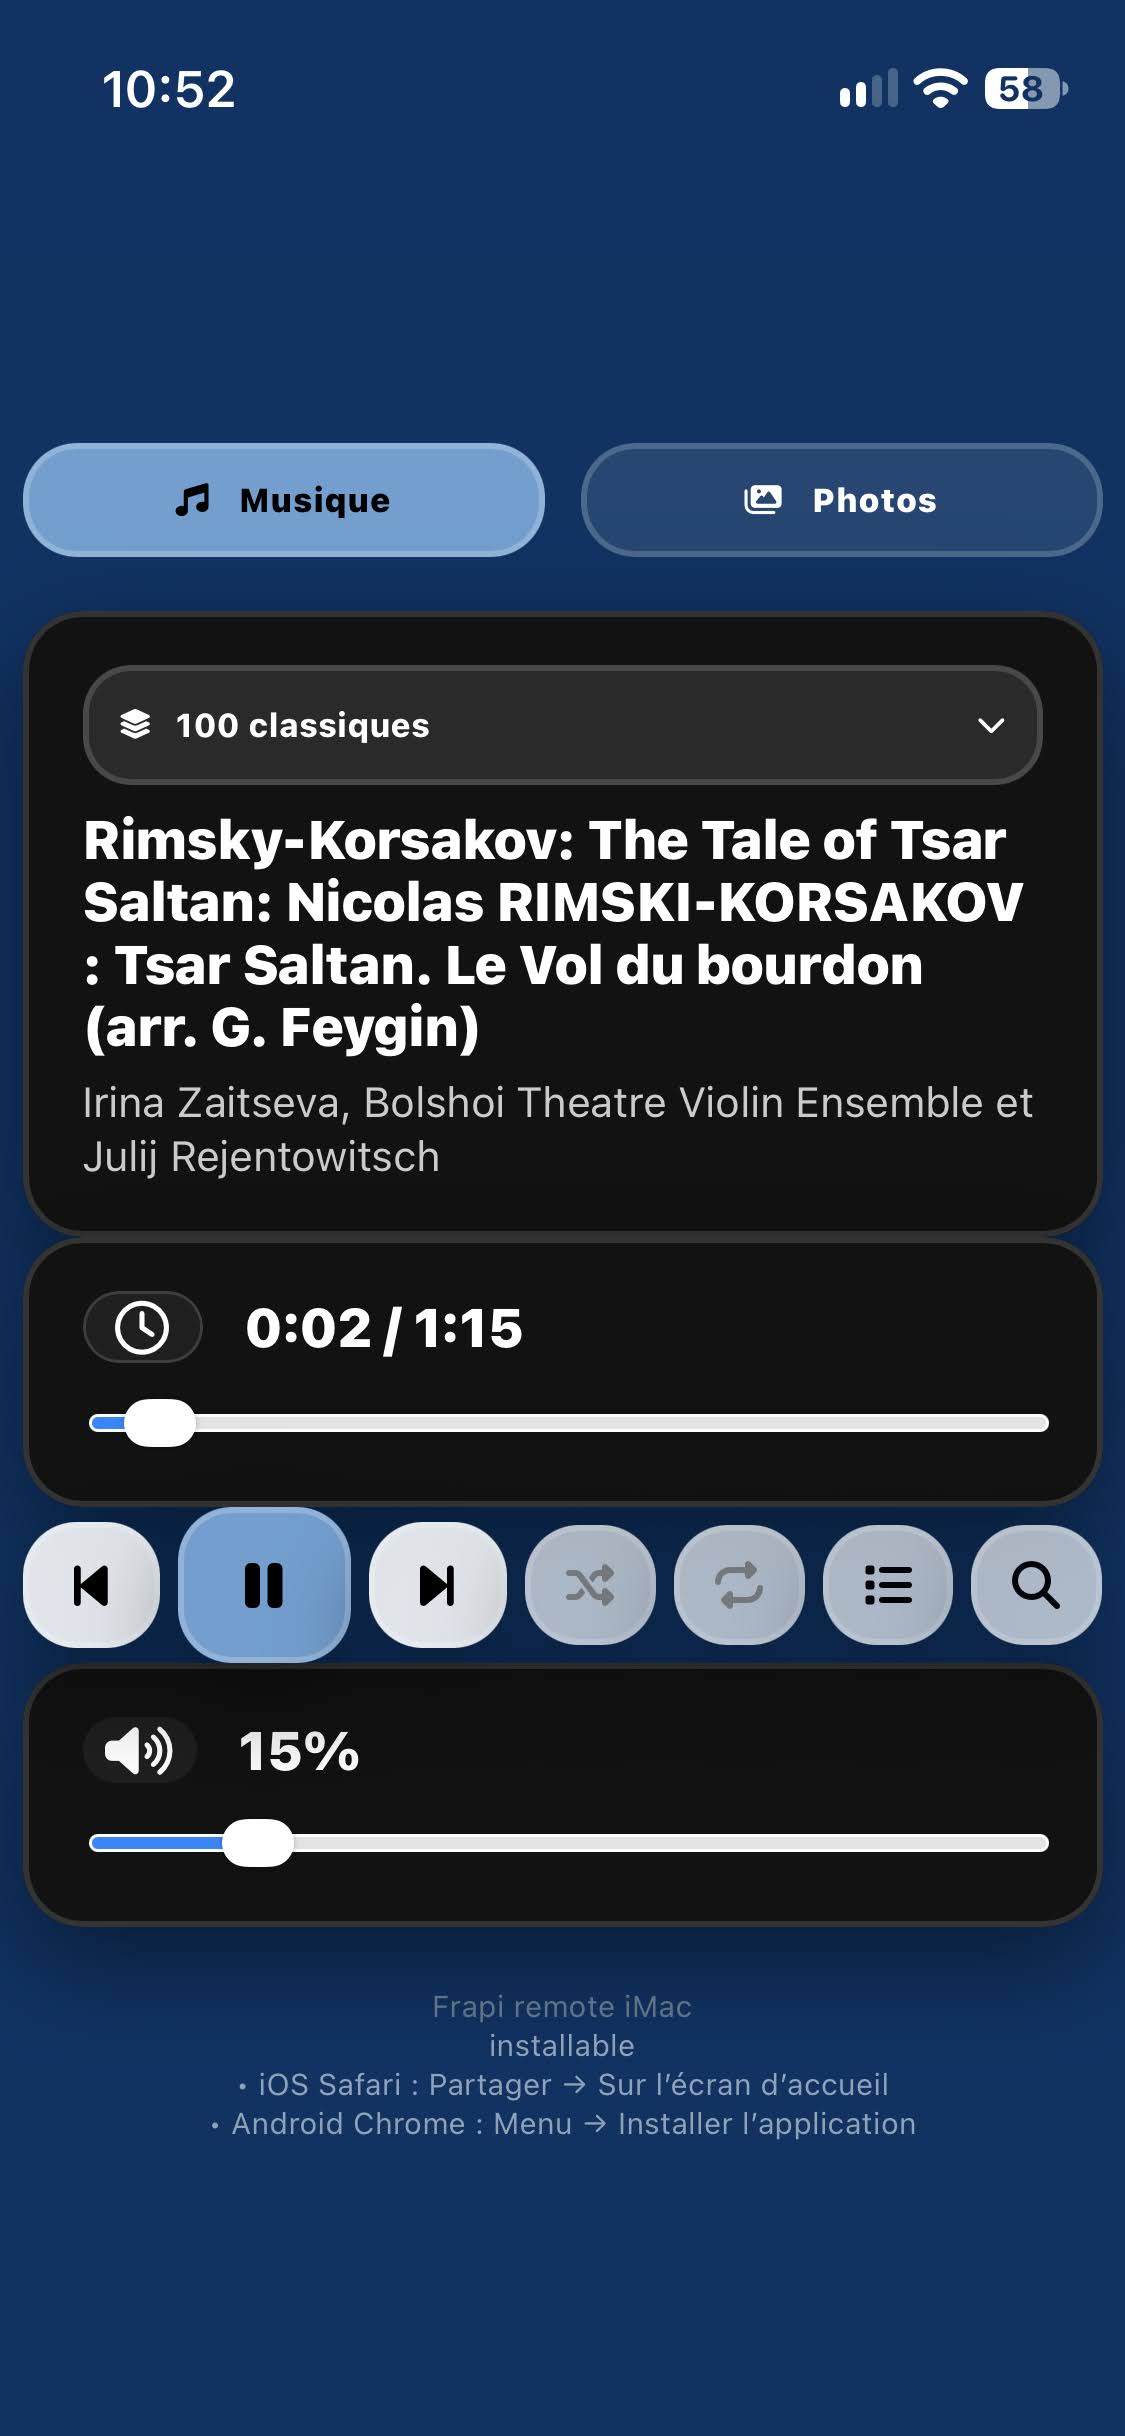 10:52
58
Musique
Photos
100 classiques
Rimsky-Korsakov: The Tale of Tsar
Saltan: Nicolas RIMSKI-KORSAKOV
: Tsar Saltan. Le Vol du bourdon
(arr. G. Feygin)
Irina Zaitseva, Bolshoi Theatre Violin Ensemble et
Julij Rejentowitsch
0:02 / 1:15
15%
Frapi remote iMac
installable
• iOS Safari : Partager → Sur l’écran d’accueil
• Android Chrome : Menu → Installer l’application